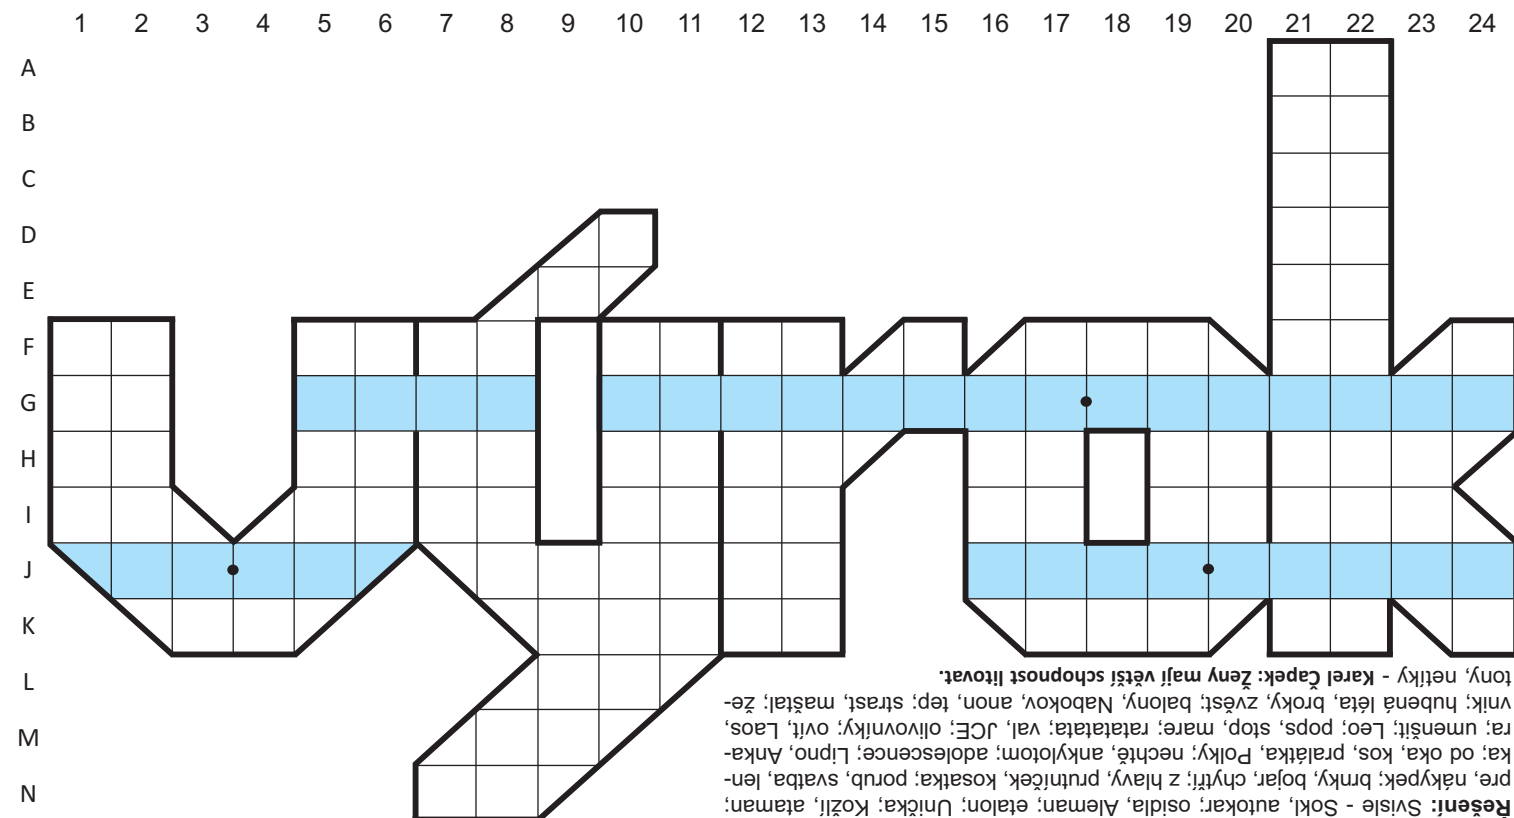 1 2 3 4 5 6 7 8 9 10 11 12 13 14 15 16 17 18 19 20 21 22 23 24
A
B
C
D
E
F
G
H
I
J
K
L
M
N
Řešení: Svisle - Sokl, autokar; osidla, Aleman; etalon; Unička; Kožlí, ataman;
pre, nákypek; brnky, bojar, chytří; z hlavy, prutníček, kosatka; porub, svatba, len-
ka; od oka, kos, pralátka, Polky; nechtě, ankylotom; adolescence; Lipno, Anka-
ra; umenšit; Leo; pops, stop, mare; ratatatata; val, JCE; olivovníky; ovít, Laos,
vnik; hubená léta, broky, zvěst; balony, Nabokov, anon, tep; strast, maštal; že-
tony, netíky - Karel Čapek: Ženy mají větší schopnost litovat.